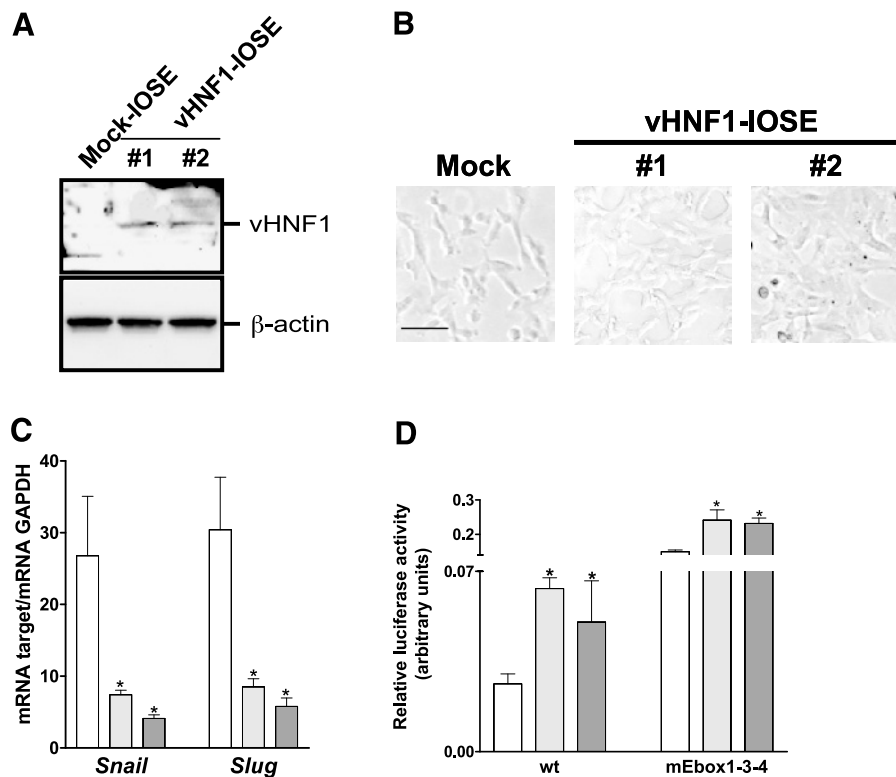 A
Mock-IOSE
vHNF1-IOSE
#1 #2
vHNF1
β-actin
B
vHNF1-IOSE
Mock #1 #2
C
mRNA target/mRNA GAPDH
40
30
20
10
0
* * * *
Snail Slug
D
Relative luciferase activity
(arbitrary units)
0.3
0.2
0.07
0.00
* * * *
wt mEbox1-3-4